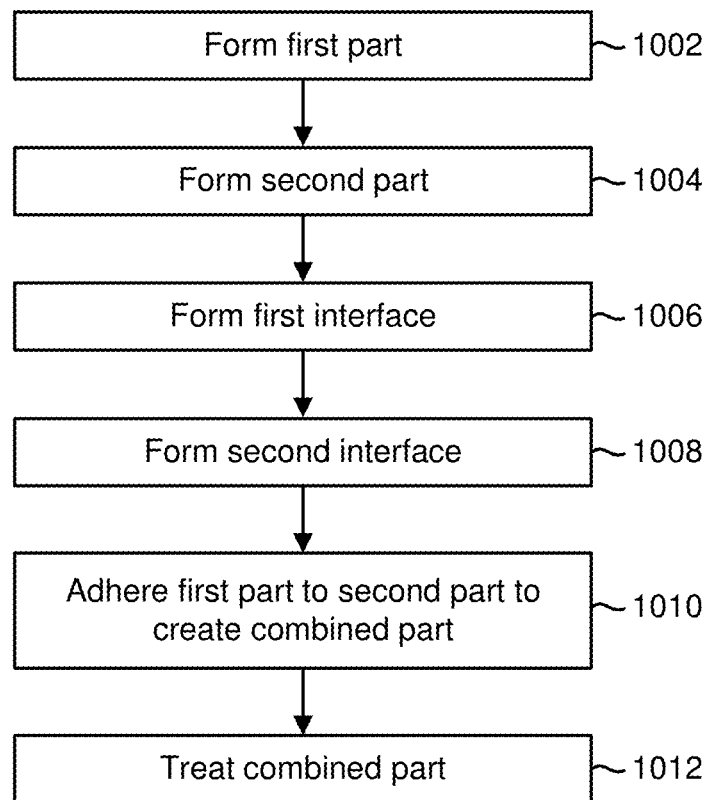 Form first part 1002
Form second part 1004
Form first interface 1006
Form second interface 1008
Adhere first part to second part to
create combined part 1010
Treat combined part 1012